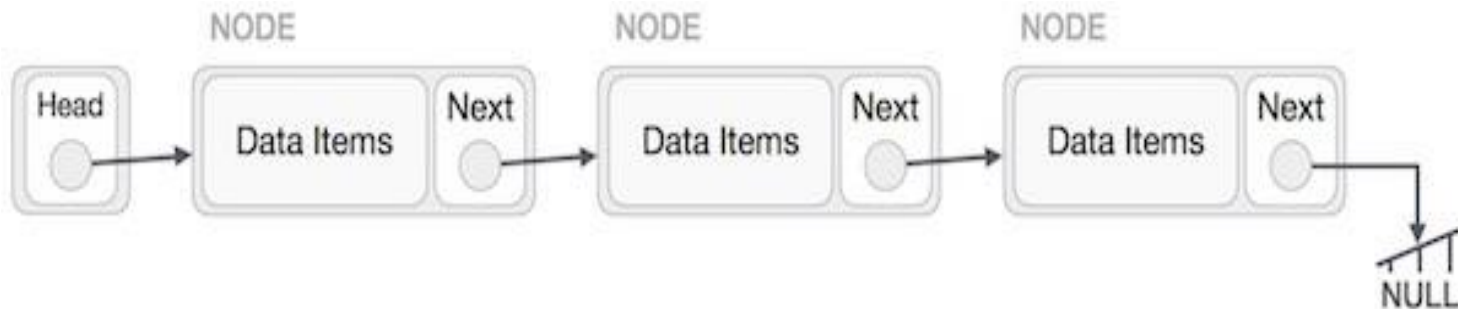 NODE NODE NODE
Head Data Items Next Data Items Next Data Items Next
NULL